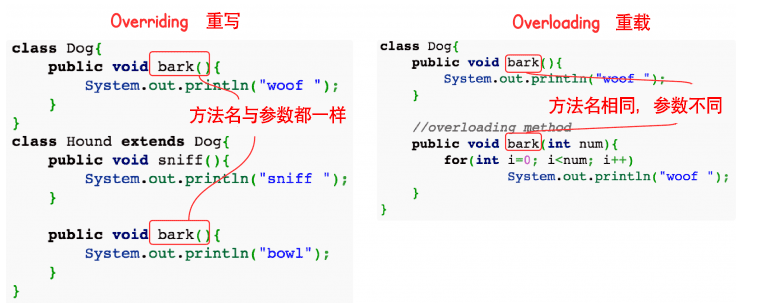 Overriding 重写
class Dog{
    public void bark(){
        System.out.println("woof ");
    }
}
方法名与参数都一样
class Hound extends Dog{
    public void sniff(){
        System.out.println("sniff ");
    }
    public void bark(){
        System.out.println("bowl");
    }
}
Overloading 重载
class Dog{
    public void bark(){
        System.out.println("woof ");
    }
方法名相同，参数不同
    //overloading method
    public void bark(int num){
        for(int i=0; i<num; i++)
            System.out.println("woof ");
    }
}